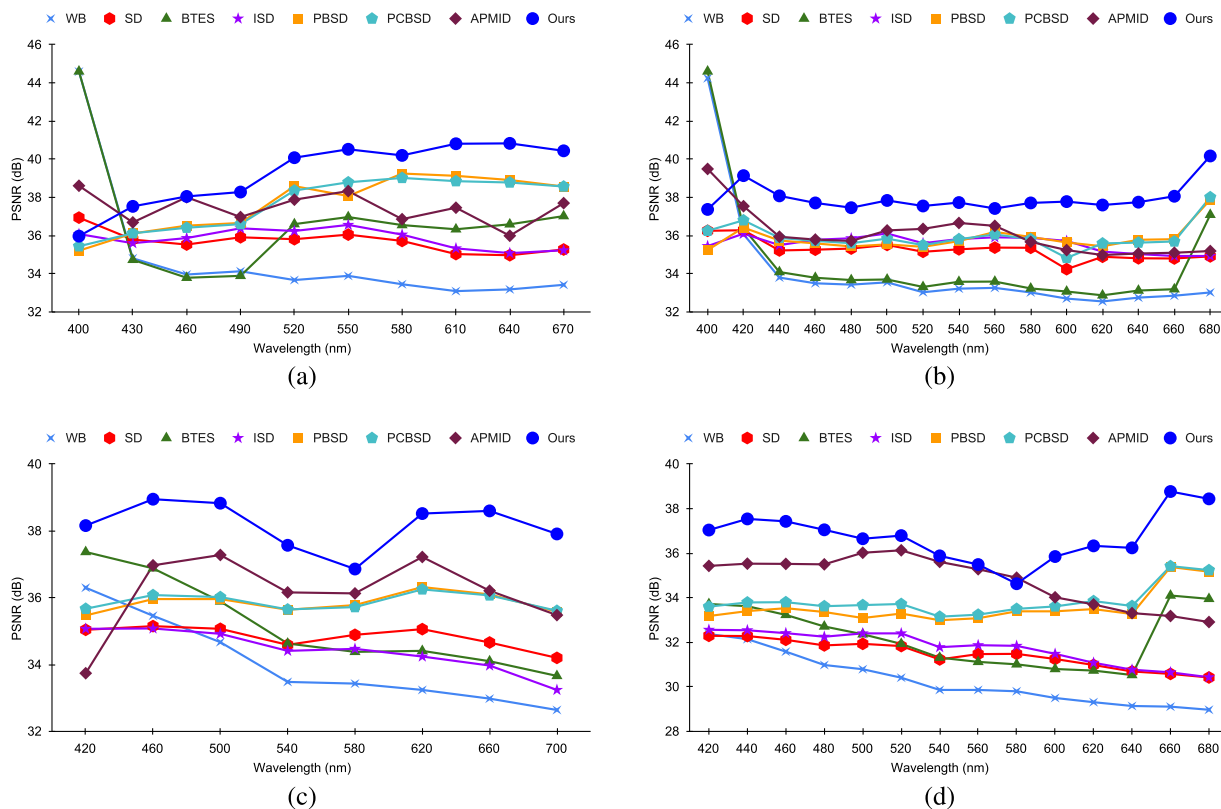 WB SD BTES ISD PBSD PCBSD APMID Ours
46
44
42
40
38
36
34
32
PSNR (dB)
400 430 460 490 520 550 580 610 640 670
Wavelength (nm)
(a)
WB SD BTES ISD PBSD PCBSD APMID Ours
46
44
42
40
38
36
34
32
PSNR (dB)
400 420 440 460 480 500 520 540 560 580 600 620 640 660 680
Wavelength (nm)
(b)
WB SD BTES ISD PBSD PCBSD APMID Ours
40
38
36
34
32
PSNR (dB)
420 460 500 540 580 620 660 700
Wavelength (nm)
(c)
WB SD BTES ISD PBSD PCBSD APMID Ours
40
38
36
34
32
30
28
PSNR (dB)
420 440 460 480 500 520 540 560 580 600 620 640 660 680
Wavelength (nm)
(d)